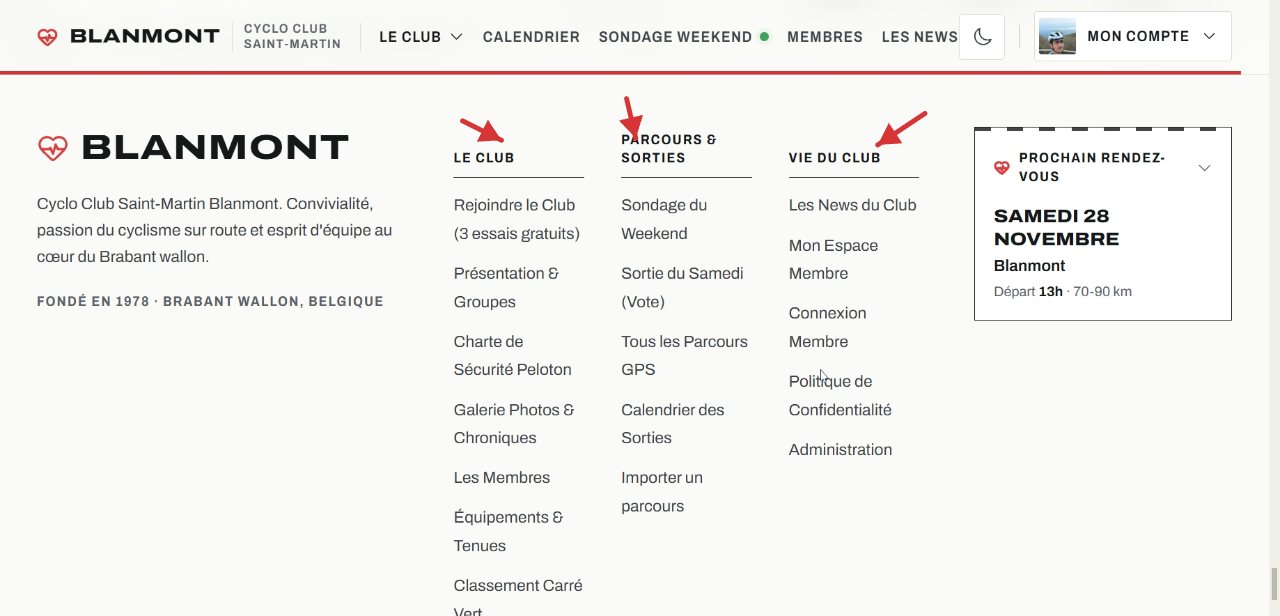 BLANMONT
CYCLO CLUB
SAINT-MARTIN
LE CLUB
CALENDRIER
SONDAGE WEEKEND
MEMBRES
LES NEWS
MON COMPTE
BLANMONT
Cyclo Club Saint-Martin Blanmont. Convivialité,
passion du cyclisme sur route et esprit d'équipe au
cœur du Brabant wallon.
FONDÉ EN 1978 · BRABANT WALLON, BELGIQUE
LE CLUB
Rejoindre le Club
(3 essais gratuits)
Présentation &
Groupes
Charte de
Sécurité Peloton
Galerie Photos &
Chroniques
Les Membres
Équipements &
Tenues
Classement Carré
Vert
PARCOURS &
SORTIES
Sondage du
Weekend
Sortie du Samedi
(Vote)
Tous les Parcours
GPS
Calendrier des
Sorties
Importer un
parcours
VIE DU CLUB
Les News du Club
Mon Espace
Membre
Connexion
Membre
Politique de
Confidentialité
Administration
PROCHAIN RENDEZ-
VOUS
SAMEDI 28
NOVEMBRE
Blanmont
Départ 13h · 70-90 km